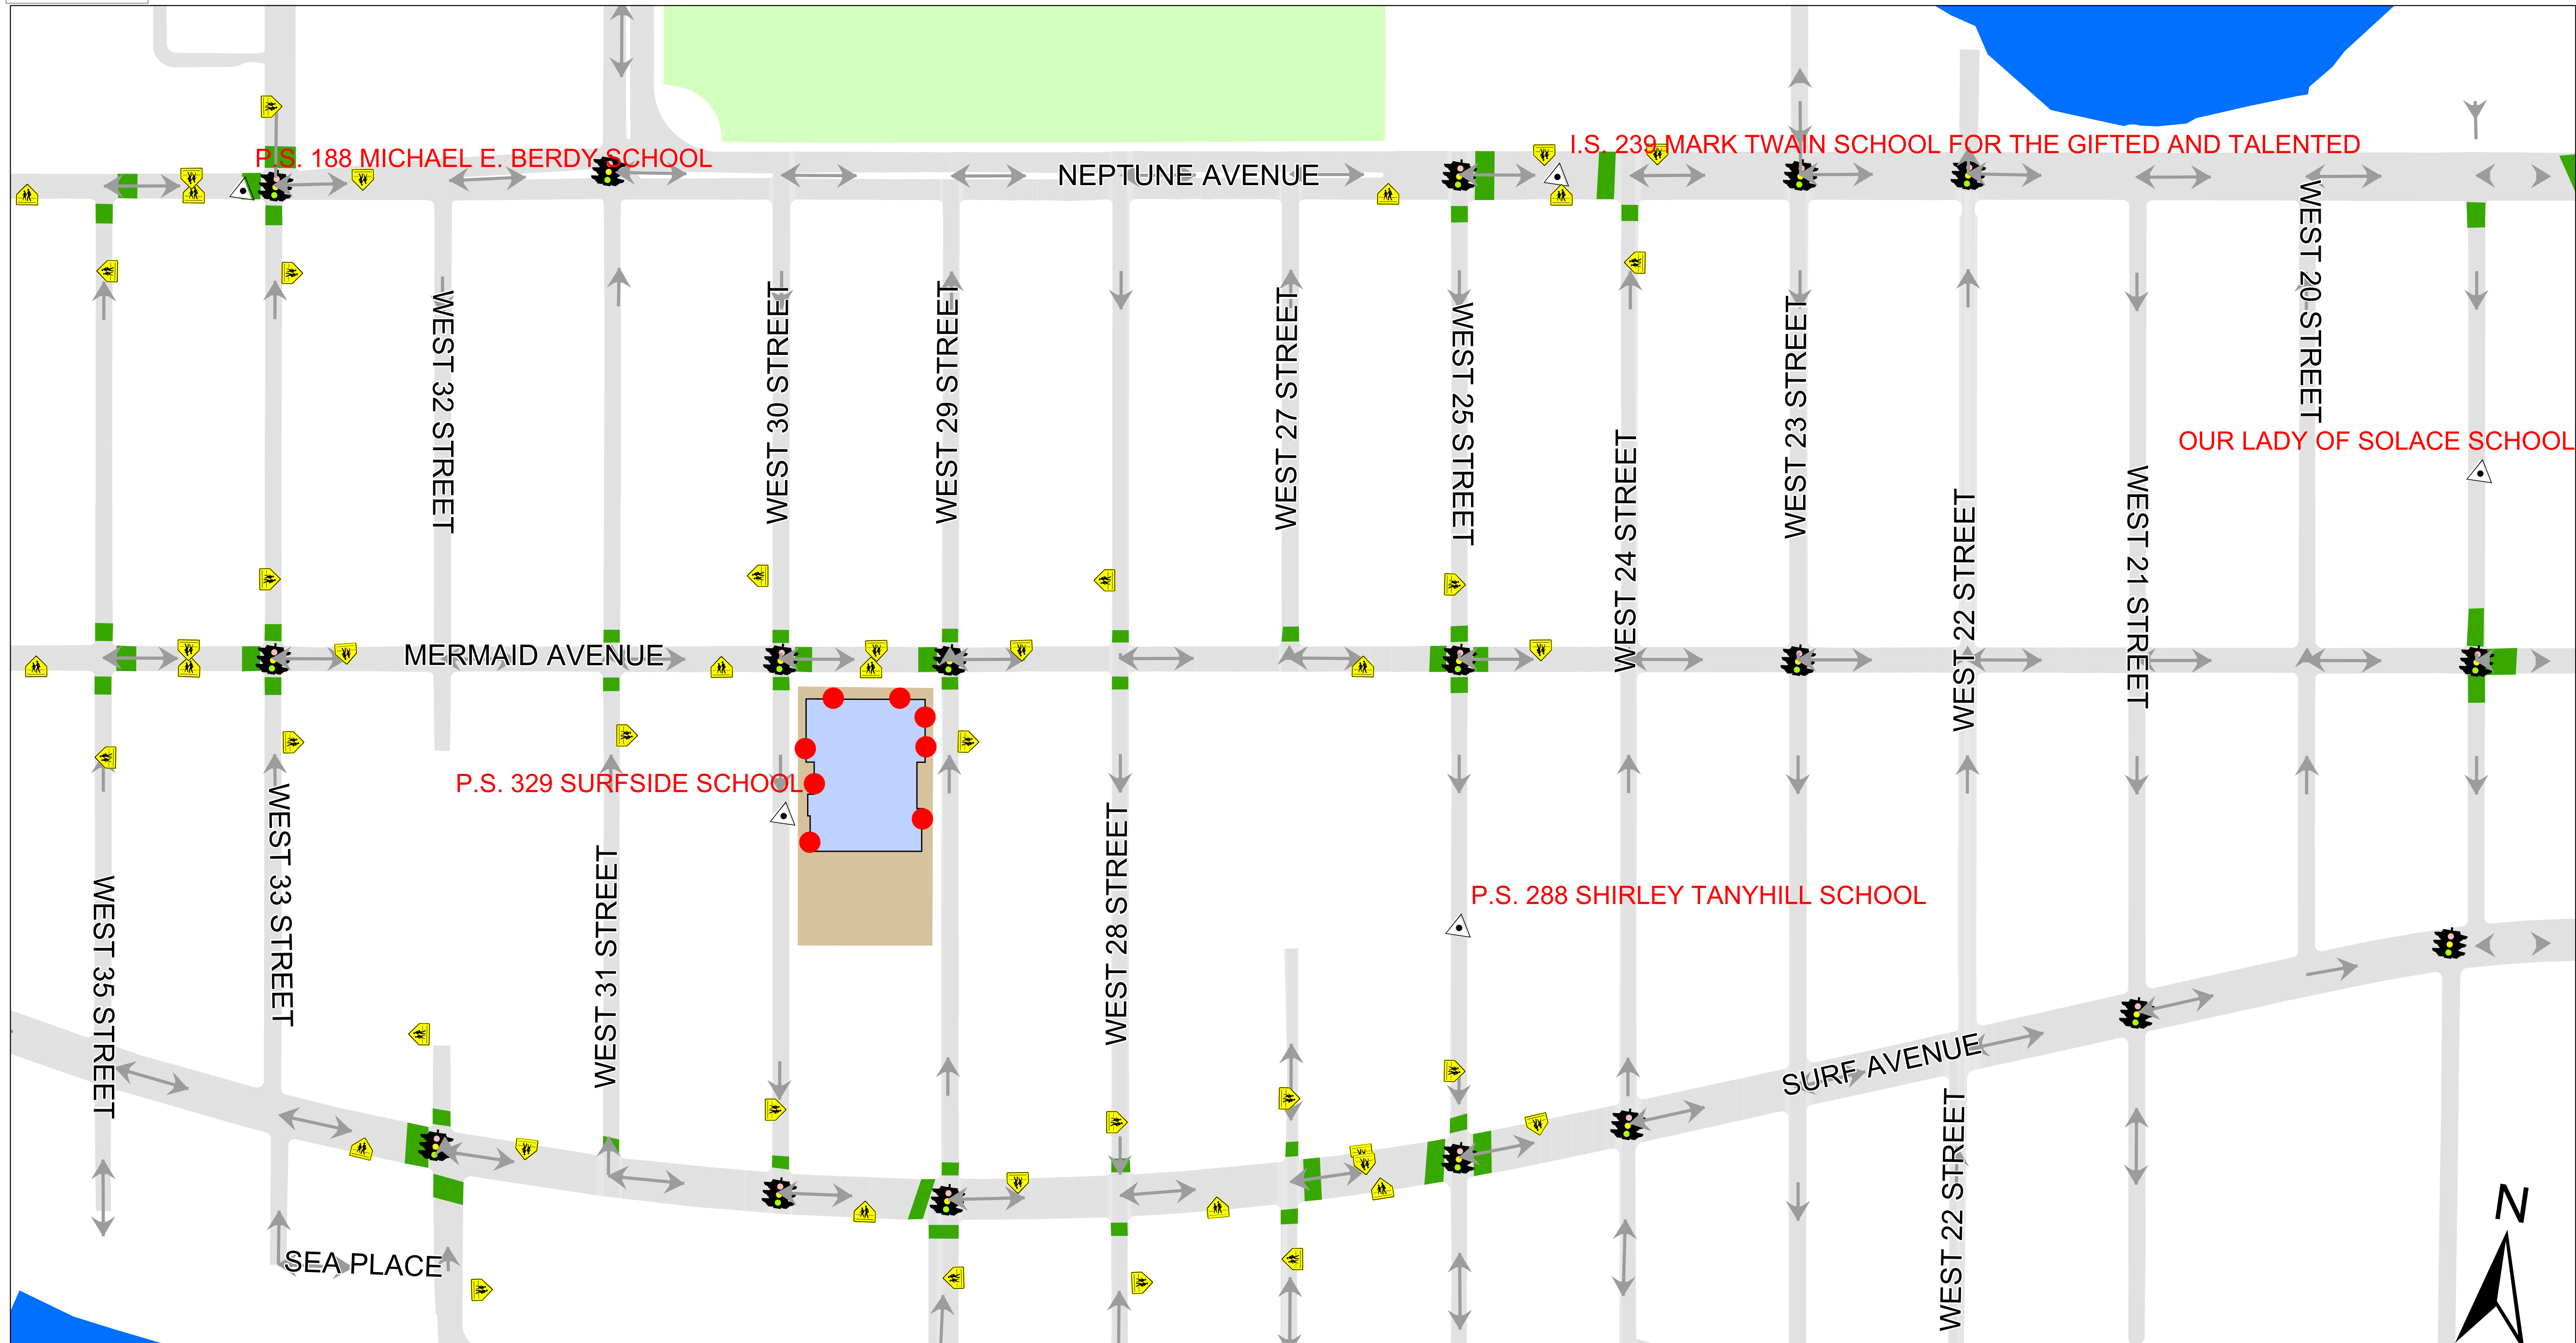 I.S. 239 MARK TWAIN SCHOOL FOR THE GIFTED AND TALENTED
P.S. 188 MICHAEL E. BERDY SCHOOL
NEPTUNE AVENUE
WEST 20 STREET
WEST 32 STREET
WEST 30 STREET
WEST 29 STREET
WEST 27 STREET
WEST 25 STREET
WEST 23 STREET
OUR LADY OF SOLACE SCHOOL
WEST 24 STREET
WEST 22 STREET
WEST 21 STREET
MERMAID AVENUE
P.S. 329 SURFSIDE SCHOOL
WEST 33 STREET
WEST 28 STREET
WEST 31 STREET
WEST 35 STREET
P.S. 288 SHIRLEY TANYHILL SCHOOL
SURF AVENUE
WEST 22 STREET
SEA PLACE
N